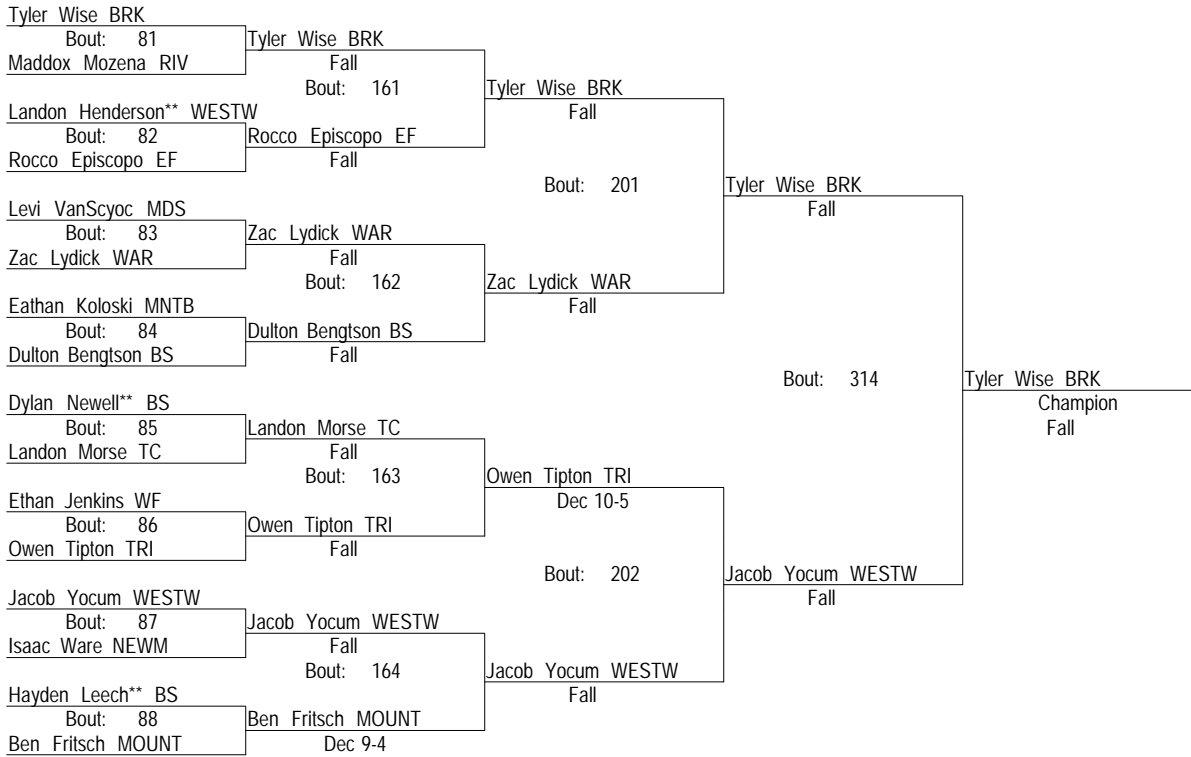 Tyler Wise BRK
Bout: 81
Maddox Mozena RIV
Tyler Wise BRK
Fall
Bout: 161
Landon Henderson** WESTW
Bout: 82
Rocco Episcopo EF
Rocco Episcopo EF
Fall
Tyler Wise BRK
Fall
Bout: 201
Levi VanScyoc MDS
Bout: 83
Zac Lydick WAR
Zac Lydick WAR
Fall
Bout: 162
Eathan Koloski MNTB
Bout: 84
Dulton Bengtson BS
Dulton Bengtson BS
Fall
Zac Lydick WAR
Fall
Tyler Wise BRK
Fall
Bout: 314
Dylan Newell** BS
Bout: 85
Landon Morse TC
Landon Morse TC
Fall
Bout: 163
Ethan Jenkins WF
Bout: 86
Owen Tipton TRI
Owen Tipton TRI
Fall
Owen Tipton TRI
Dec 10-5
Bout: 202
Jacob Yocum WESTW
Bout: 87
Isaac Ware NEWM
Jacob Yocum WESTW
Fall
Bout: 164
Hayden Leech** BS
Bout: 88
Ben Fritsch MOUNT
Ben Fritsch MOUNT
Dec 9-4
Jacob Yocum WESTW
Fall
Jacob Yocum WESTW
Fall
Tyler Wise BRK
Champion
Fall